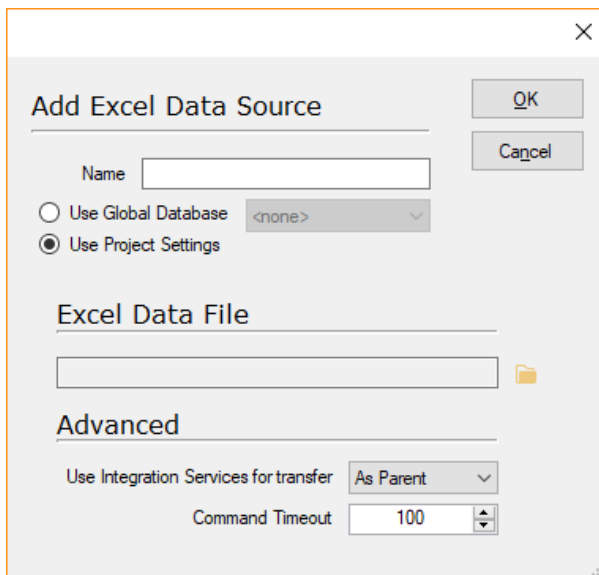 Add Excel Data Source
OK
Cancel
Name
Use Global Database <none>
Use Project Settings
Excel Data File
Advanced
Use Integration Services for transfer As Parent
Command Timeout 100